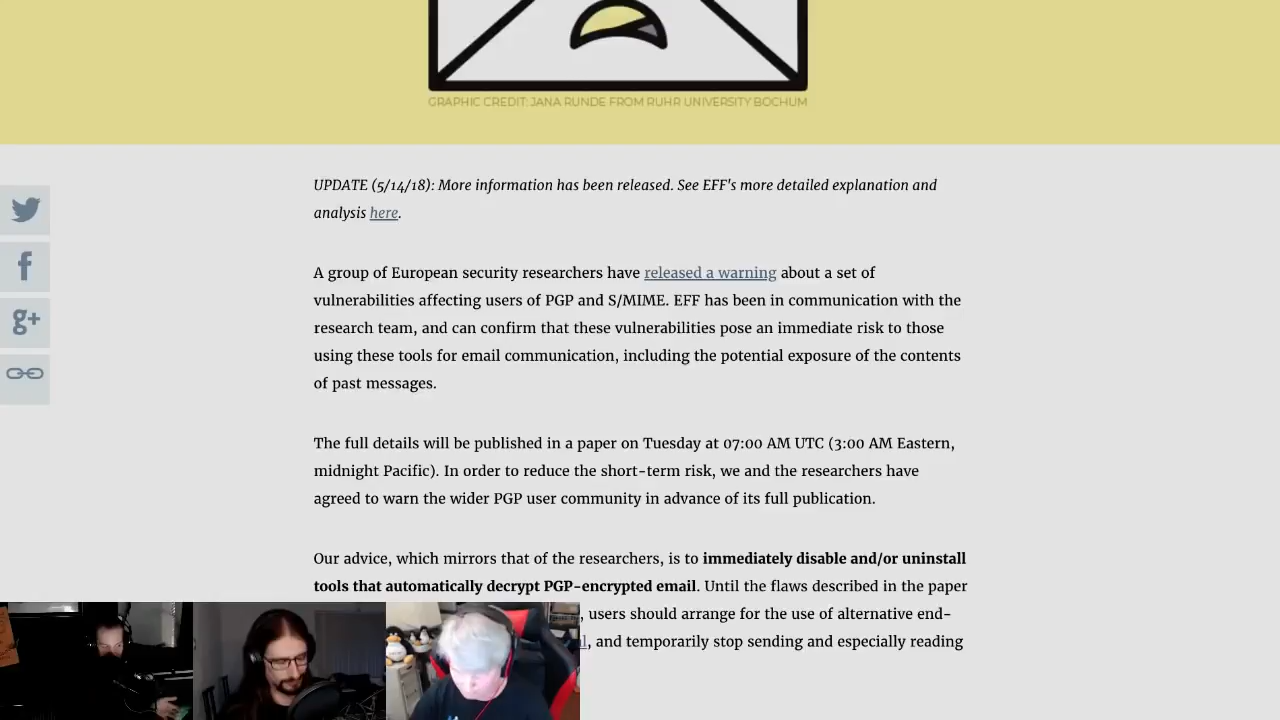 GRAPHIC CREDIT: JANA RUNDE FROM RUHR UNIVERSITY BOCHUM
UPDATE (5/14/18): More information has been released. See EFF's more detailed explanation and
analysis here.
A group of European security researchers have released a warning about a set of
vulnerabilities affecting users of PGP and S/MIME. EFF has been in communication with the
research team, and can confirm that these vulnerabilities pose an immediate risk to those
using these tools for email communication, including the potential exposure of the contents
of past messages.
The full details will be published in a paper on Tuesday at 07:00 AM UTC (3:00 AM Eastern,
midnight Pacific). In order to reduce the short-term risk, we and the researchers have
agreed to warn the wider PGP user community in advance of its full publication.
Our advice, which mirrors that of the researchers, is to immediately disable and/or uninstall
tools that automatically decrypt PGP-encrypted email. Until the flaws described in the paper
, users should arrange for the use of alternative end-
, and temporarily stop sending and especially reading
g+